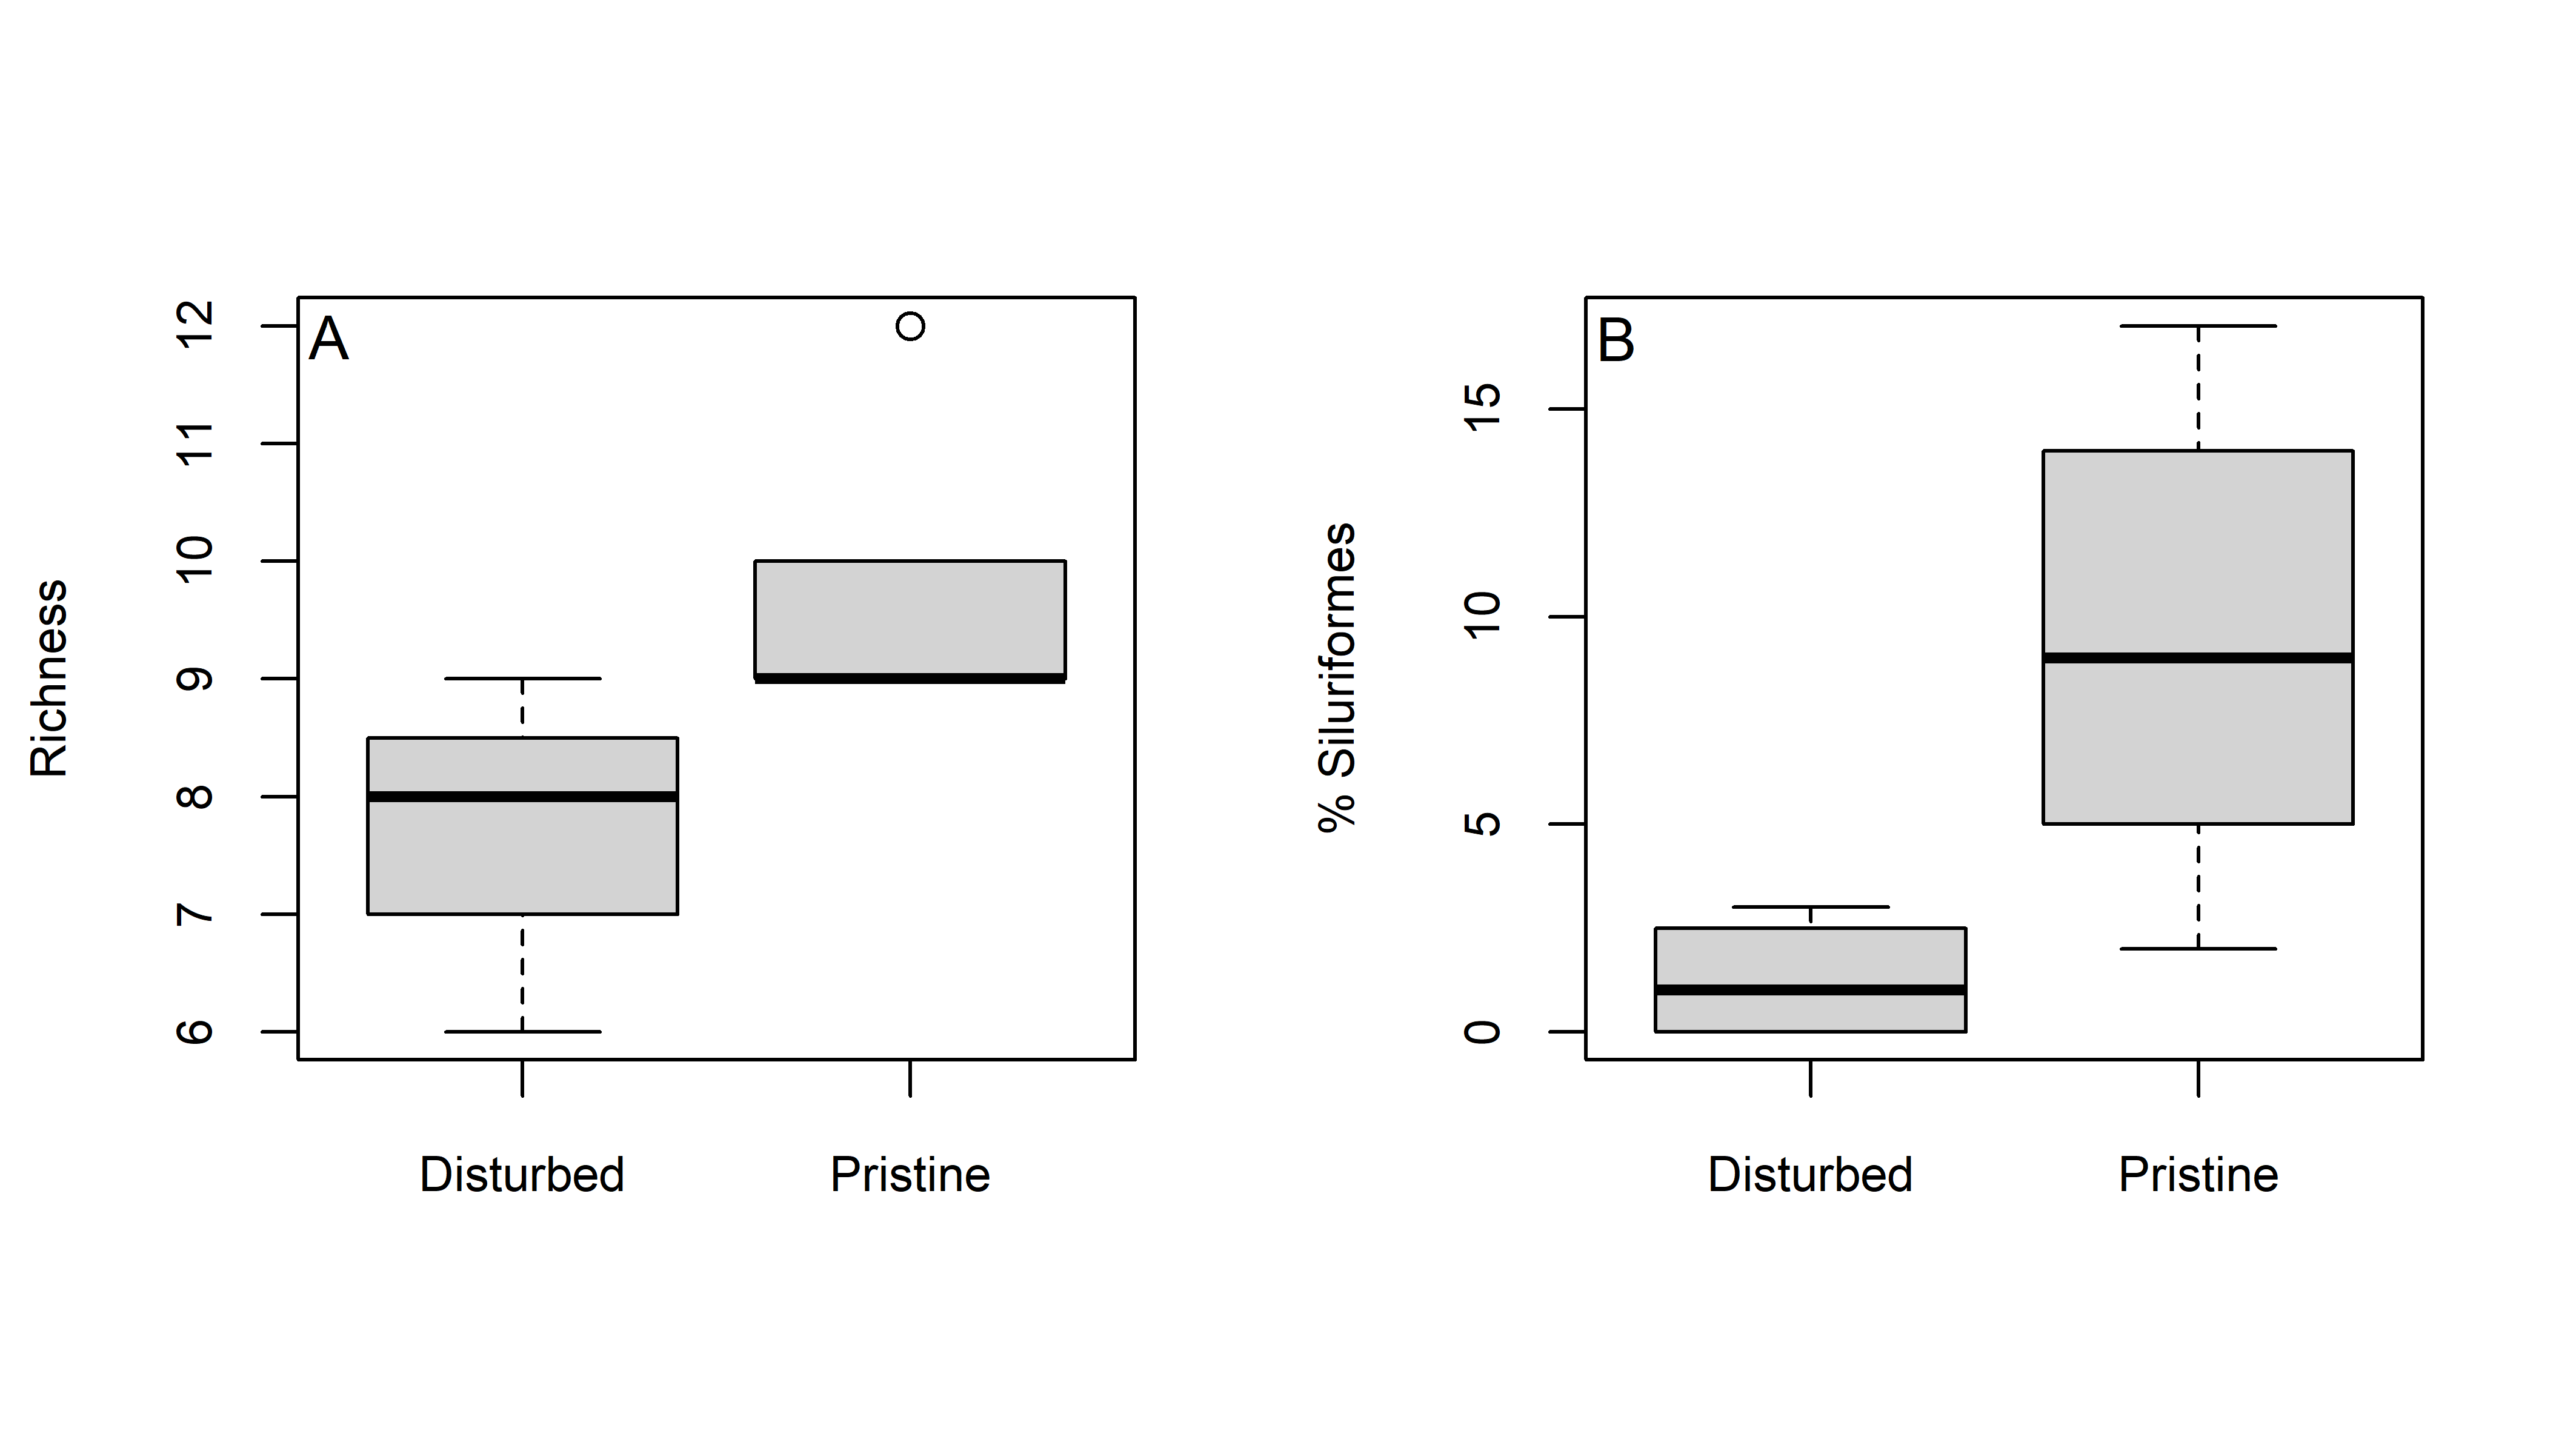 A
Richness
12
11
10
9
8
7
6
Disturbed
Pristine
B
% Siluriformes
15
10
5
0
Disturbed
Pristine